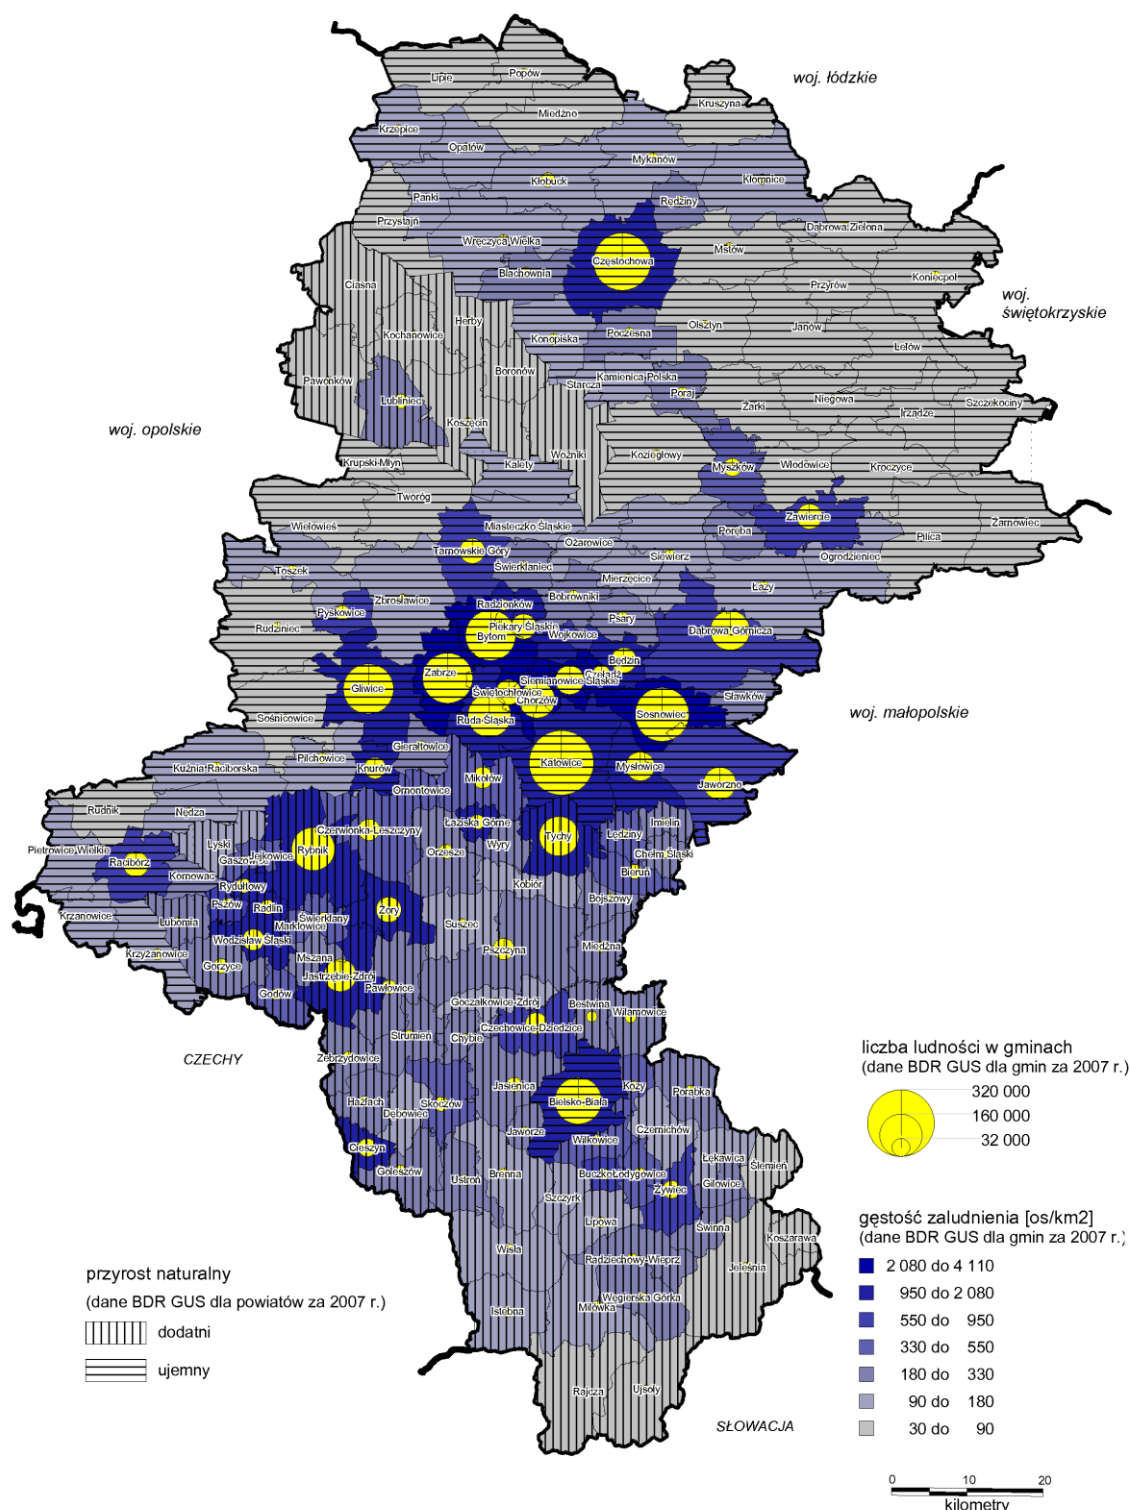 woj. łódzkie
Lipie
Popów
Kruszyna
Miedźno
Krzepice
Opatów
Mykanów
Kłobuck
Kłomnice
Panki
Rędziny
Przystajń
Dąbrowa Zielona
Wręczyca Wielka
Mstów
Częstochowa
Blachownia
Koniecpol
Ciasna
Przyrów
woj.
świętokrzyskie
Herby
Olsztyn
Janów
Kochanowice
Konopiska
Poczesna
Lelów
Boronów
Pawonków
Kamienica Polska
Starcza
Poraj
Lubliniec
Żarki
Niegowa
Szczekociny
Irządze
Koszęcin
woj. opolskie
Woźniki
Koziegłowy
Krupski-Młyn
Kalety
Myszków
Włodowice
Kroczyce
Tworóg
Zawiercie
Wielowieś
Miasteczko Śląskie
Żarnowiec
Poręba
Pilica
Ożarowice
Tarnowskie Góry
Siewierz
Ogrodzieniec
Toszek
Świerklaniec
Mierzęcice
Łazy
Zbrosławice
Bobrowniki
Radzionków
Pyskowice
Psary
Rudziniec
Piekary Śląskie
Bytom
Wojkowice
Dąbrowa Górnicza
Będzin
Zabrze
Czeladź
Siemianowice Śląskie
Gliwice
Świętochłowice
Chorzów
Sławków
Sośnicowice
Ruda Śląska
Sosnowiec
woj. małopolskie
Gierałtowice
Pilchowice
Katowice
Kuźnia Raciborska
Knurów
Mysłowice
Mikołów
Jaworzno
Ornontowice
Rudnik
Nędza
Łaziska Górne
Imielin
Czerwionka-Leszczyny
Tychy
Lędziny
Lyski
Wyry
Pietrowice Wielkie
Rybnik
Orzesze
Chełm Śląski
Racibórz
Gaszowice
Jejkowice
Kornowac
Bieruń
Rydułtowy
Kobiór
Bojszowy
Pszów
Radlin
Żory
Krzanowice
Lubomia
Świerklany
Marklowice
Suszec
Wodzisław Śląski
Pszczyna
Miedźna
Krzyżanowice
Mszana
Gorzyce
Jastrzębie-Zdrój
Pawłowice
Godów
Goczałkowice-Zdrój
Bestwina
Wilamowice
Czechowice-Dziedzice
Strumień
Chybie
CZECHY
Zebrzydowice
liczba ludności w gminach
(dane BDR GUS dla gmin za 2007 r.)
320 000
160 000
32 000
Jasienica
Kozy
Porąbka
Hażlach
Skoczów
Bielsko-Biała
Dębowiec
Jaworze
Czernichów
Wilkowice
Cieszyn
Łękawica
Ślemień
Goleszów
Ustroń
Brenna
Łodygowice
Gilowice
Żywiec
Szczyrk
Lipowa
Świnna
gęstość zaludnienia [os/km2]
(dane BDR GUS dla gmin za 2007 r.)
Koszarawa
Wisła
Radziechowy-Wieprz
Jeleśnia
2 080 do 4 110
950 do 2 080
550 do 950
330 do 550
180 do 330
90 do 180
30 do 90
przyrost naturalny
(dane BDR GUS dla powiatów za 2007 r.)
dodatni
ujemny
Węgierska Górka
Milówka
Istebna
Rajcza
Ujsoły
SŁOWACJA
0 10 20
kilometry